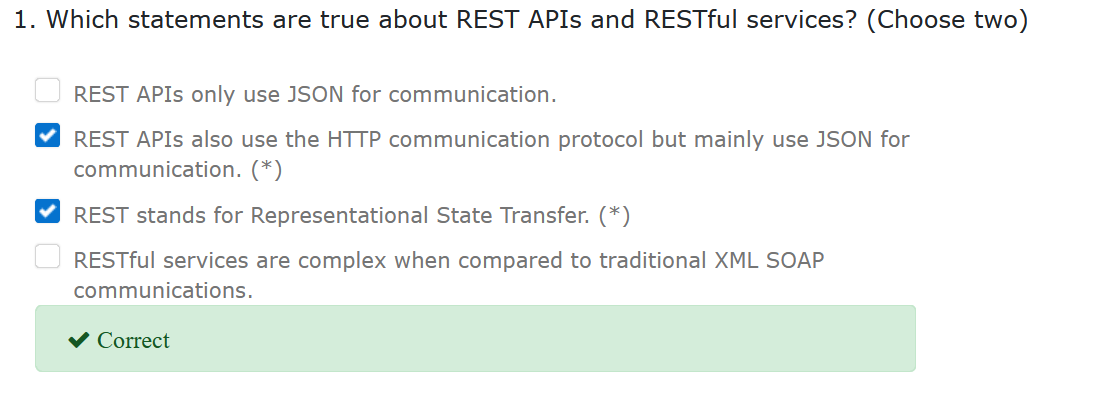 1. Which statements are true about REST APIs and RESTful services? (Choose two)
REST APIs only use JSON for communication.
REST APIs also use the HTTP communication protocol but mainly use JSON for
communication. (*)
REST stands for Representational State Transfer. (*)
RESTful services are complex when compared to traditional XML SOAP
communications.
Correct